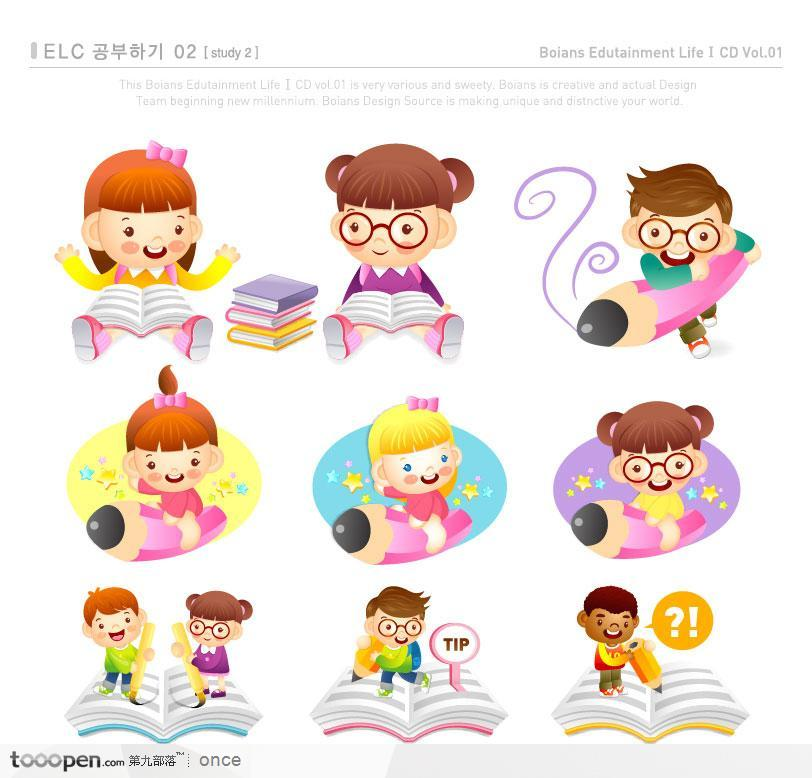 ELC 공부하기 02 [ study 2 ]
Boians Edutainment Life I CD Vol.01
This Boians Edutainment Life I CD vol.01 is very various and sweety. Boians is creative and actual Design
Team beginning new millennium. Boians Design Source is making unique and distnctive your world.
TIP
?!
tooopen.com 第九部落™ once